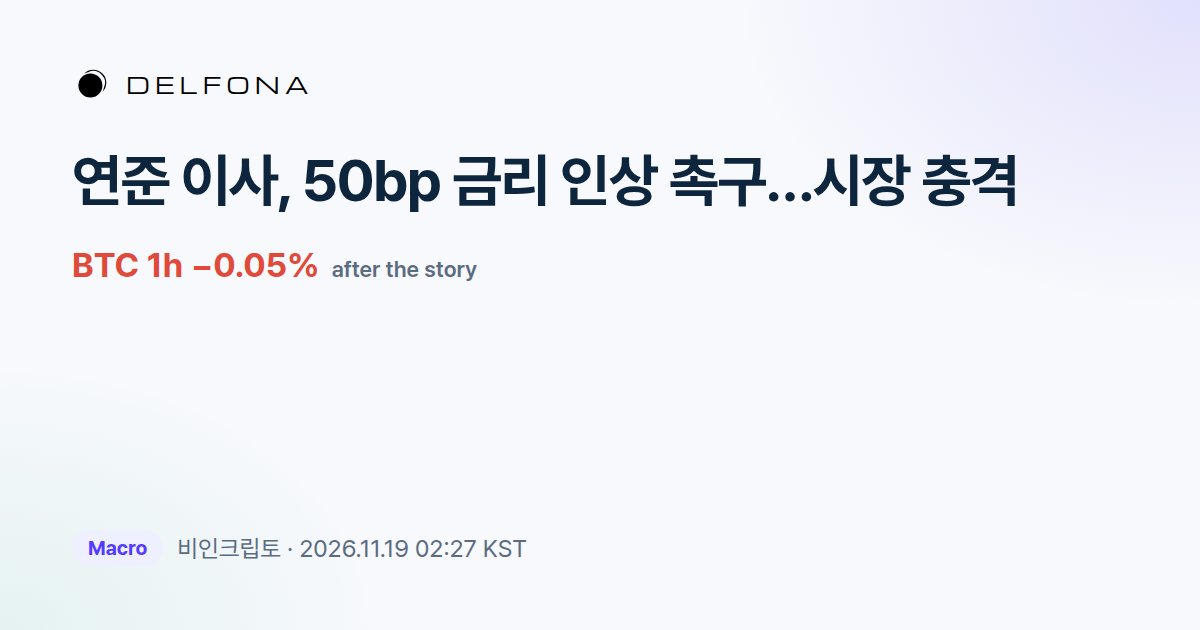 DELFONA
연준 이사, 50bp 금리 인상 촉구…시장 충격
BTC 1h −0.05% after the story
Macro 비인크립토 · 2026.11.19 02:27 KST